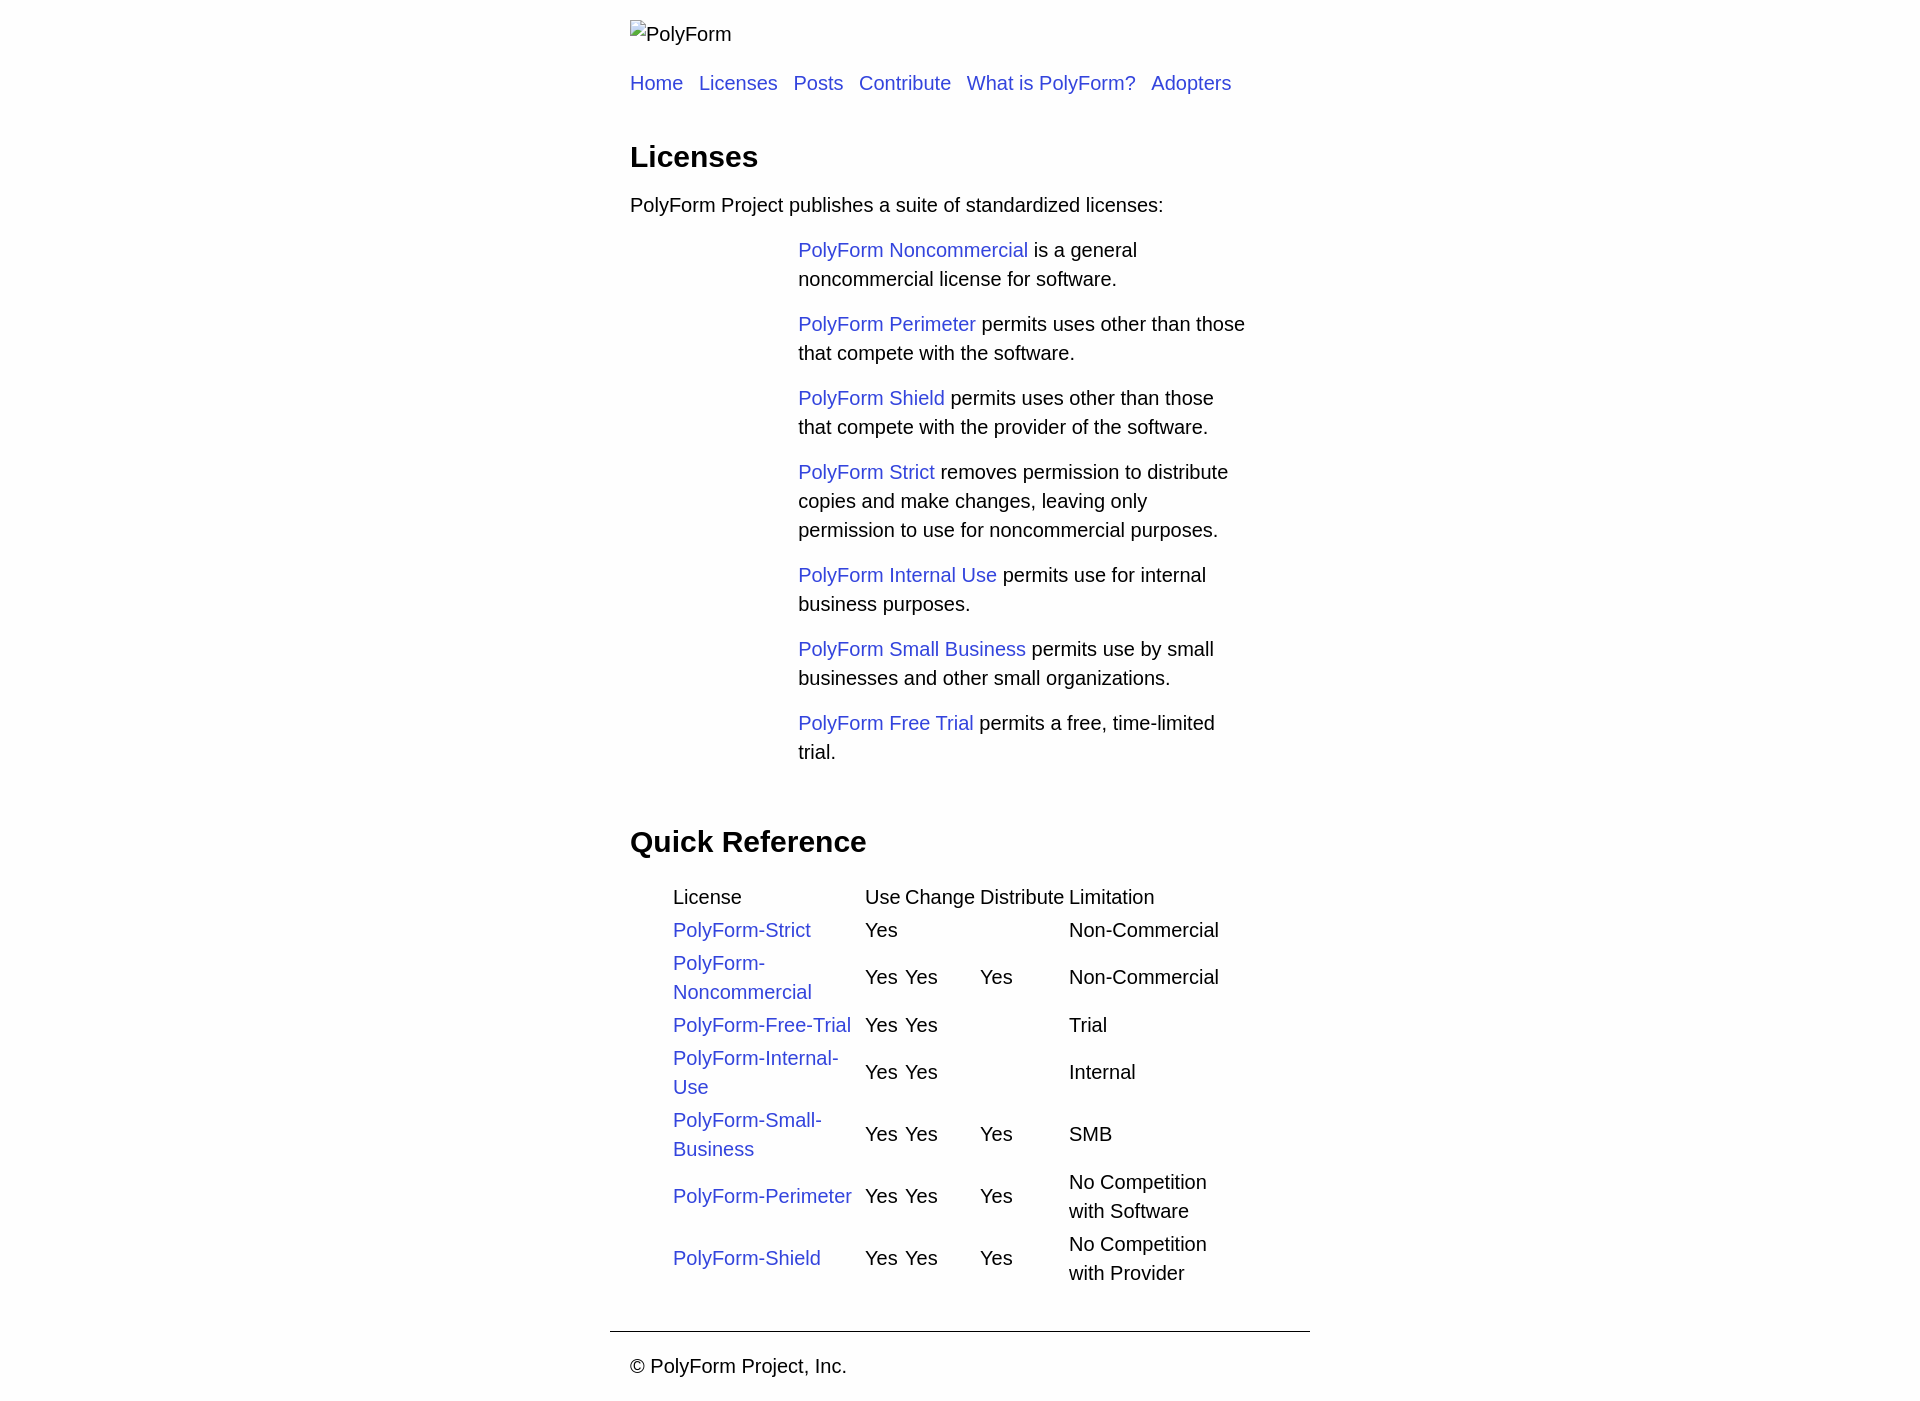 PolyForm
Home Licenses Posts Contribute What is PolyForm? Adopters
Licenses
PolyForm Project publishes a suite of standardized licenses:
PolyForm Noncommercial is a general
noncommercial license for software.
PolyForm Perimeter permits uses other than those
that compete with the software.
PolyForm Shield permits uses other than those
that compete with the provider of the software.
PolyForm Strict removes permission to distribute
copies and make changes, leaving only
permission to use for noncommercial purposes.
PolyForm Internal Use permits use for internal
business purposes.
PolyForm Small Business permits use by small
businesses and other small organizations.
PolyForm Free Trial permits a free, time-limited
trial.
Quick Reference
License Use Change Distribute Limitation
PolyForm-Strict Yes Non-Commercial
PolyForm-
Noncommercial Yes Yes Yes Non-Commercial
PolyForm-Free-Trial Yes Yes Trial
PolyForm-Internal-
Use Yes Yes Internal
PolyForm-Small-
Business Yes Yes Yes SMB
PolyForm-Perimeter Yes Yes Yes No Competition
with Software
PolyForm-Shield Yes Yes Yes No Competition
with Provider
© PolyForm Project, Inc.